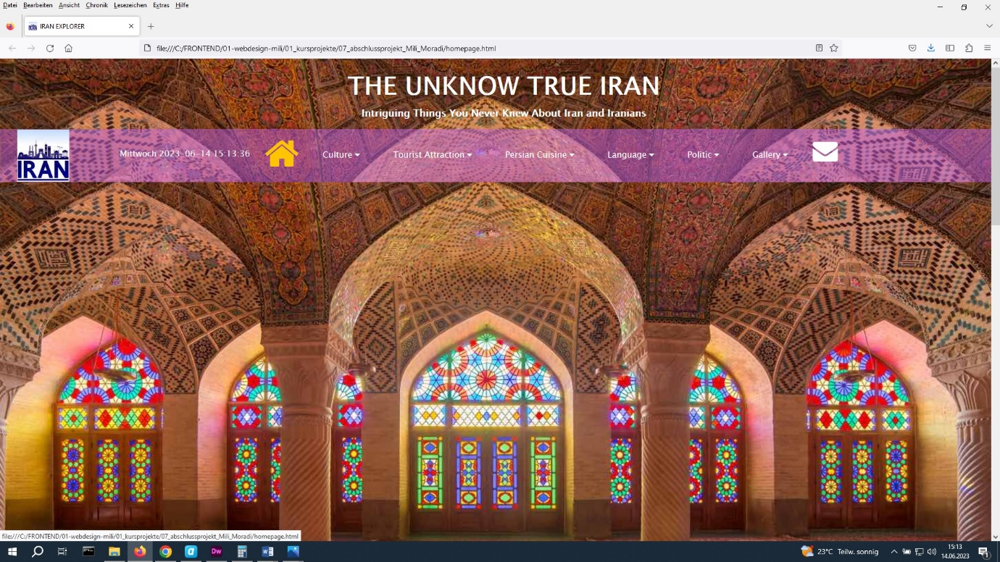 Datei Bearbeiten Ansicht Chronik Lesezeichen Extras Hilfe
IRAN EXPLORER
file:///C:/FRONTEND/01-webdesign-mili/01_kursprojekte/07_abschlussprojekt_Mili_Moradi/homepage.html
THE UNKNOW TRUE IRAN
Intriguing Things You Never Knew About Iran and Iranians
IRAN
Mittwoch 2023-06-14 15:13:36 Culture Tourist Attraction Persian Cuisine Language Politic Gallery
file:///C:/FRONTEND/01-webdesign-mili/01_kursprojekte/07_abschlussprojekt_Mili_Moradi/homepage.html
a Dw W 23°C Teilw. sonnig 15:13
14.06.2023 1